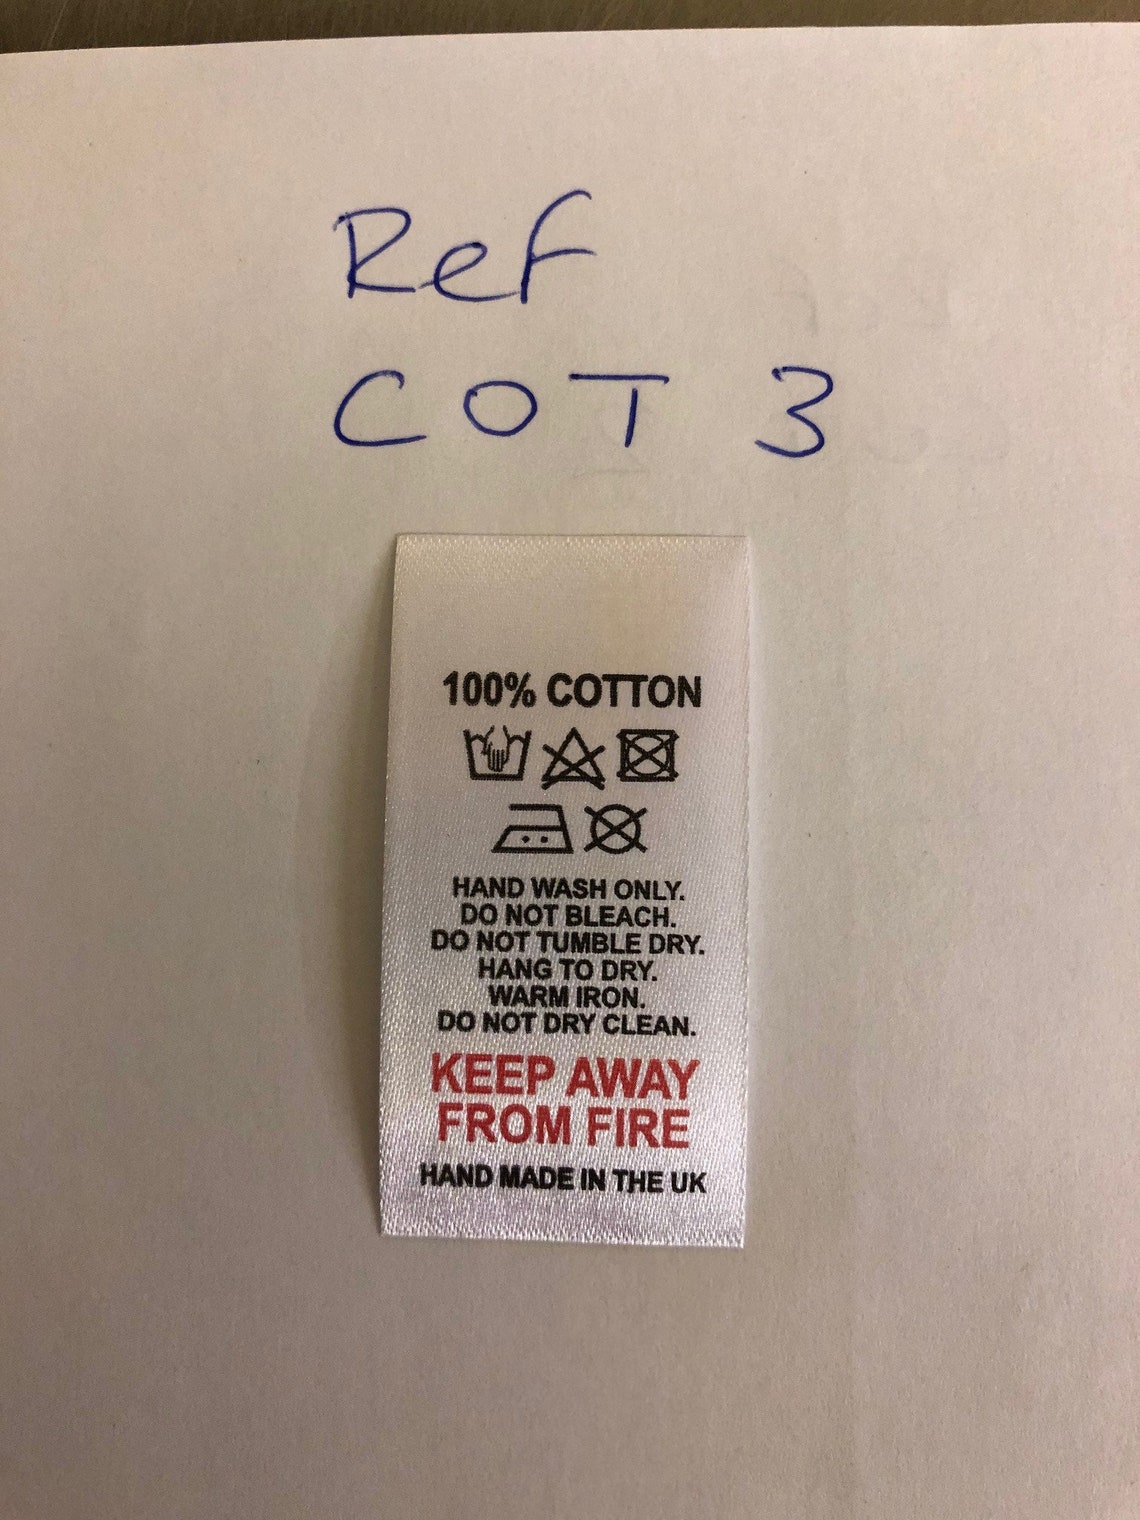 Ref
COT 3
100% COTTON
HAND WASH ONLY.
DO NOT BLEACH.
DO NOT TUMBLE DRY.
HANG TO DRY.
WARM IRON.
DO NOT DRY CLEAN.
KEEP AWAY
FROM FIRE
HAND MADE IN THE UK